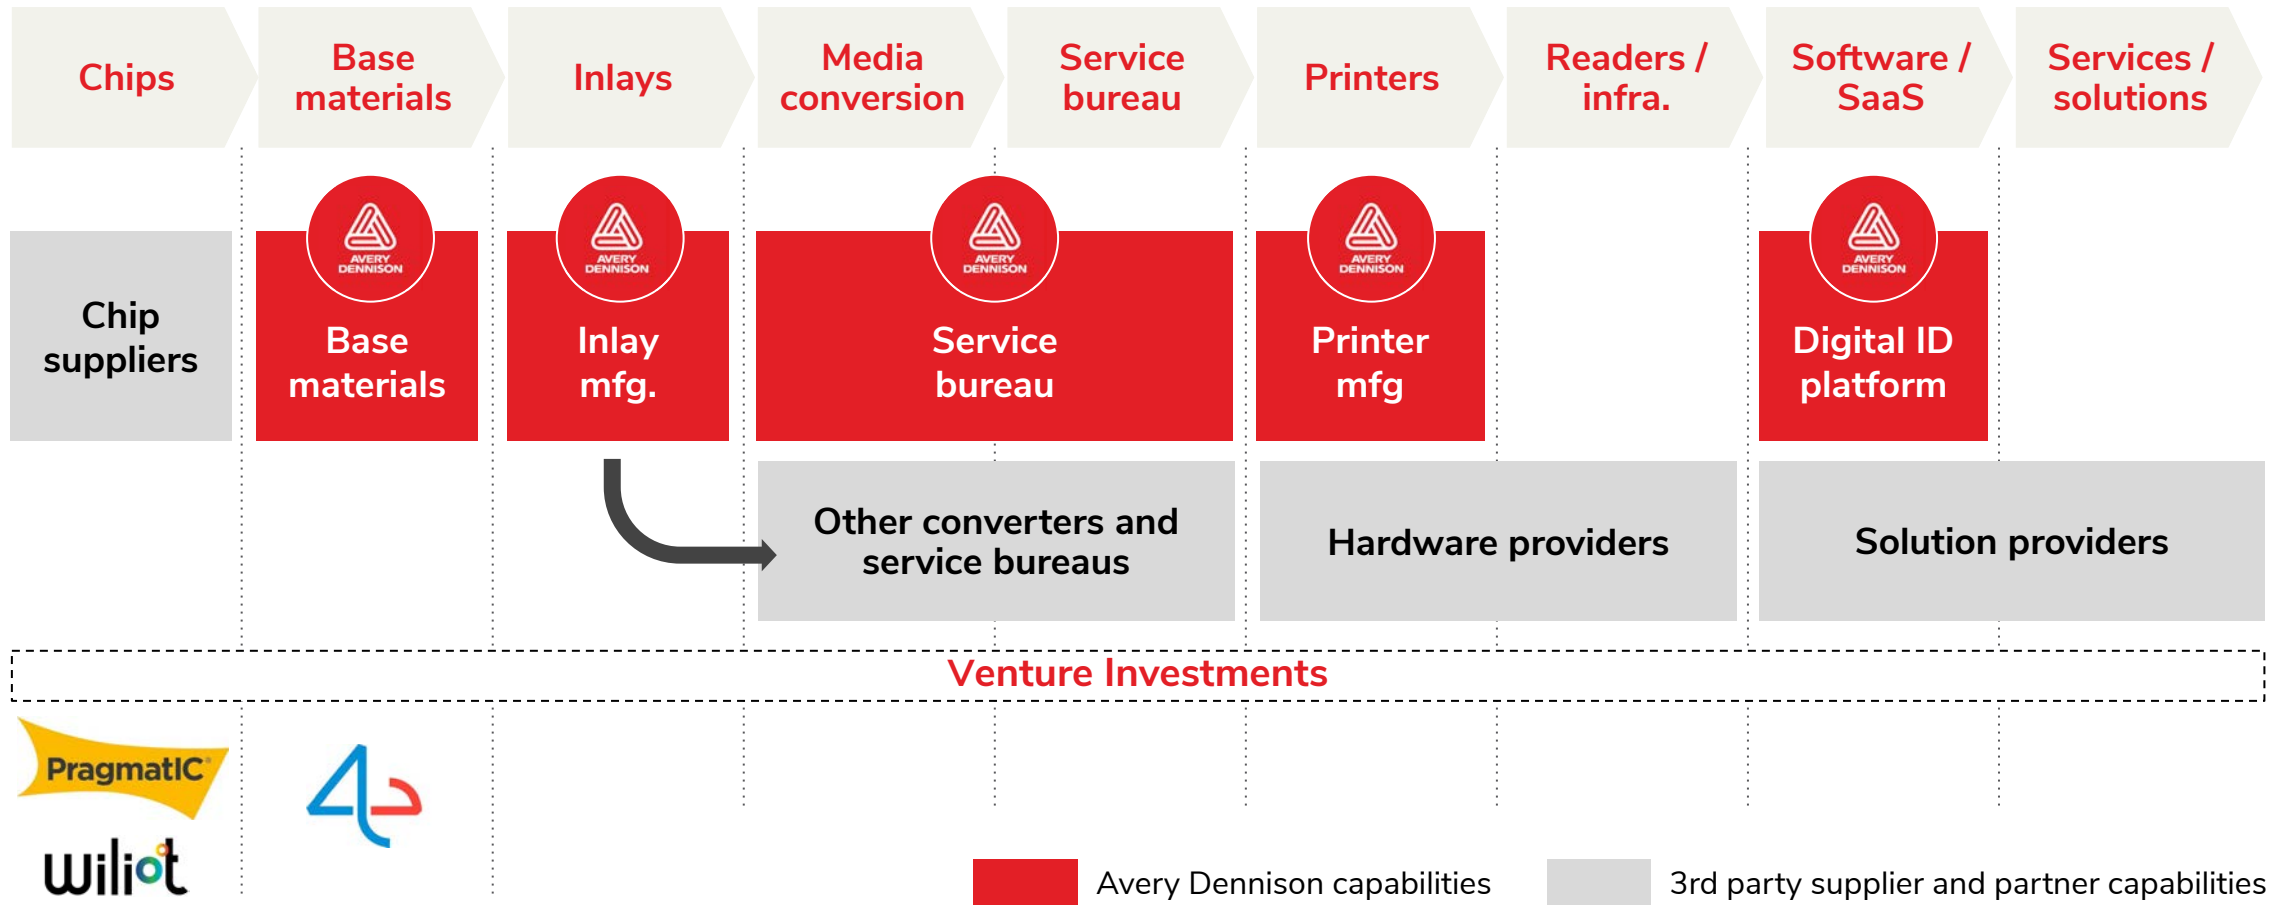 Chips
Base
materials
Inlays
Media
conversion
Service
bureau
Printers
Readers /
infra.
Software /
SaaS
Services /
solutions
Chip
suppliers
AVERY
DENNISON
Base
materials
AVERY
DENNISON
Inlay
mfg.
AVERY
DENNISON
Service
bureau
AVERY
DENNISON
Printer
mfg
AVERY
DENNISON
Digital ID
platform
Other converters and
service bureaus
Hardware providers
Solution providers
Venture Investments
PragmatIC®
wiliot
Avery Dennison capabilities
3rd party supplier and partner capabilities